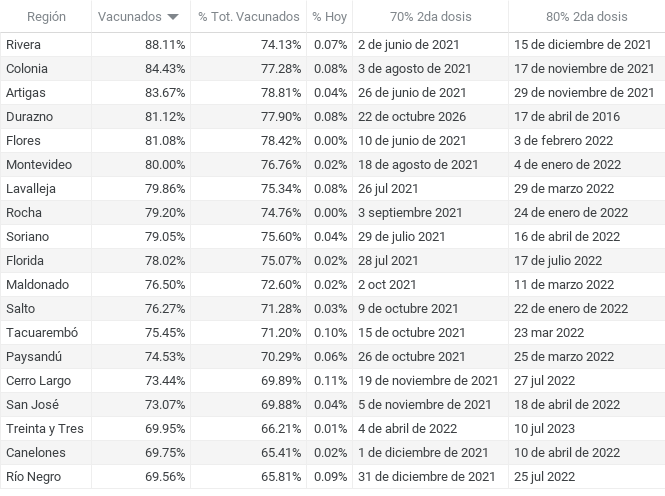 Región Vacunados % Tot. Vacunados % Hoy 70% 2da dosis 80% 2da dosis
Rivera 88.11% 74.13% 0.07% 2 de junio de 2021 15 de diciembre de 2021
Colonia 84.43% 77.28% 0.08% 3 de agosto de 2021 17 de noviembre de 2021
Artigas 83.67% 78.81% 0.04% 26 de junio de 2021 29 de noviembre de 2021
Durazno 81.12% 77.90% 0.08% 22 de octubre 2026 17 de abril de 2016
Flores 81.08% 78.42% 0.00% 10 de junio de 2021 3 de febrero 2022
Montevideo 80.00% 76.76% 0.02% 18 de agosto de 2021 4 de enero de 2022
Lavalleja 79.86% 75.34% 0.08% 26 jul 2021 29 de marzo 2022
Rocha 79.20% 74.76% 0.00% 3 septiembre 2021 24 de enero de 2022
Soriano 79.05% 75.60% 0.04% 29 de julio de 2021 16 de abril de 2022
Florida 78.02% 75.07% 0.02% 28 jul 2021 17 de julio 2022
Maldonado 76.50% 72.60% 0.02% 2 oct 2021 11 de marzo de 2022
Salto 76.27% 71.28% 0.03% 9 de octubre de 2021 22 de enero de 2022
Tacuarembó 75.45% 71.20% 0.10% 15 de octubre de 2021 23 mar 2022
Paysandú 74.53% 70.29% 0.06% 26 de octubre de 2021 25 de marzo de 2022
Cerro Largo 73.44% 69.89% 0.11% 19 de noviembre de 2021 27 jul 2022
San José 73.07% 69.88% 0.04% 5 de noviembre de 2021 18 de abril de 2022
Treinta y Tres 69.95% 66.21% 0.01% 4 de abril de 2022 10 jul 2023
Canelones 69.75% 65.41% 0.02% 1 de diciembre de 2021 10 de abril de 2022
Río Negro 69.56% 65.81% 0.09% 31 de diciembre de 2021 25 jul 2022